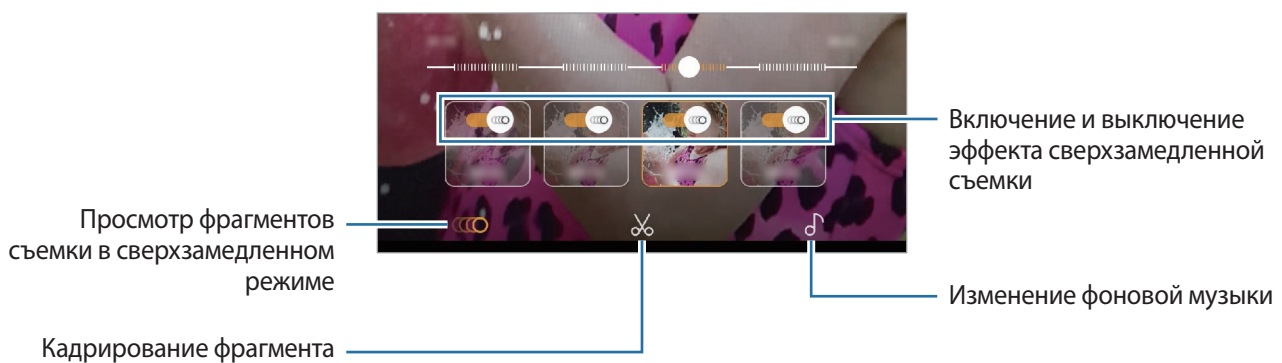 Включение и выключение
эффекта сверхзамедленной
съемки
Просмотр фрагментов
съемки в сверхзамедленном
режиме
Изменение фоновой музыки
Кадрирование фрагмента